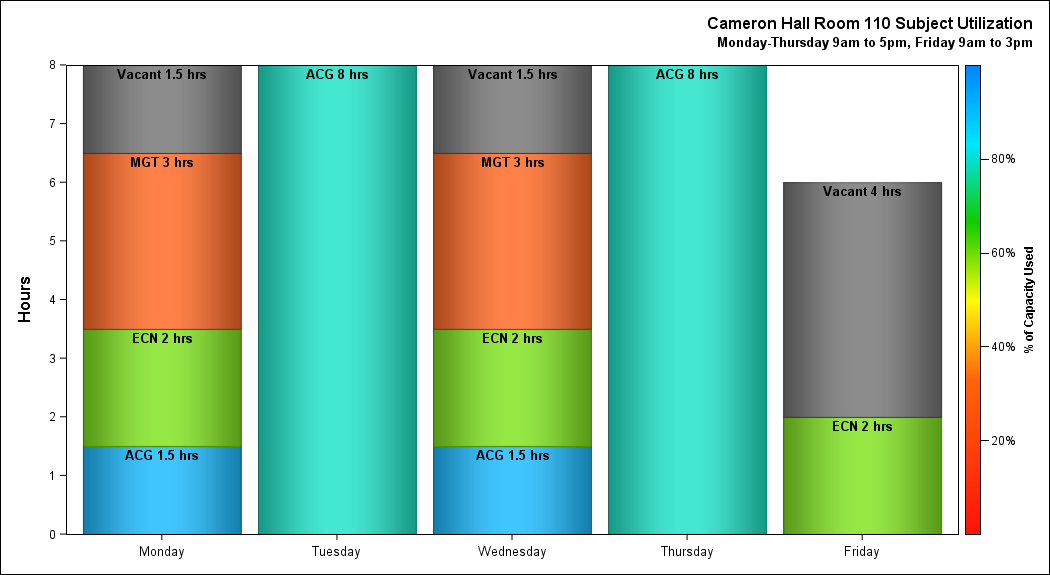 Cameron Hall Room 110 Subject Utilization
Monday-Thursday 9am to 5pm, Friday 9am to 3pm
Hours
8
7
6
5
4
3
2
1
0
Vacant 1.5 hrs
MGT 3 hrs
ECN 2 hrs
ACG 1.5 hrs
ACG 8 hrs
Vacant 1.5 hrs
MGT 3 hrs
ECN 2 hrs
ACG 1.5 hrs
ACG 8 hrs
Vacant 4 hrs
ECN 2 hrs
Monday
Tuesday
Wednesday
Thursday
Friday
80%
60%
40%
20%
% of Capacity Used